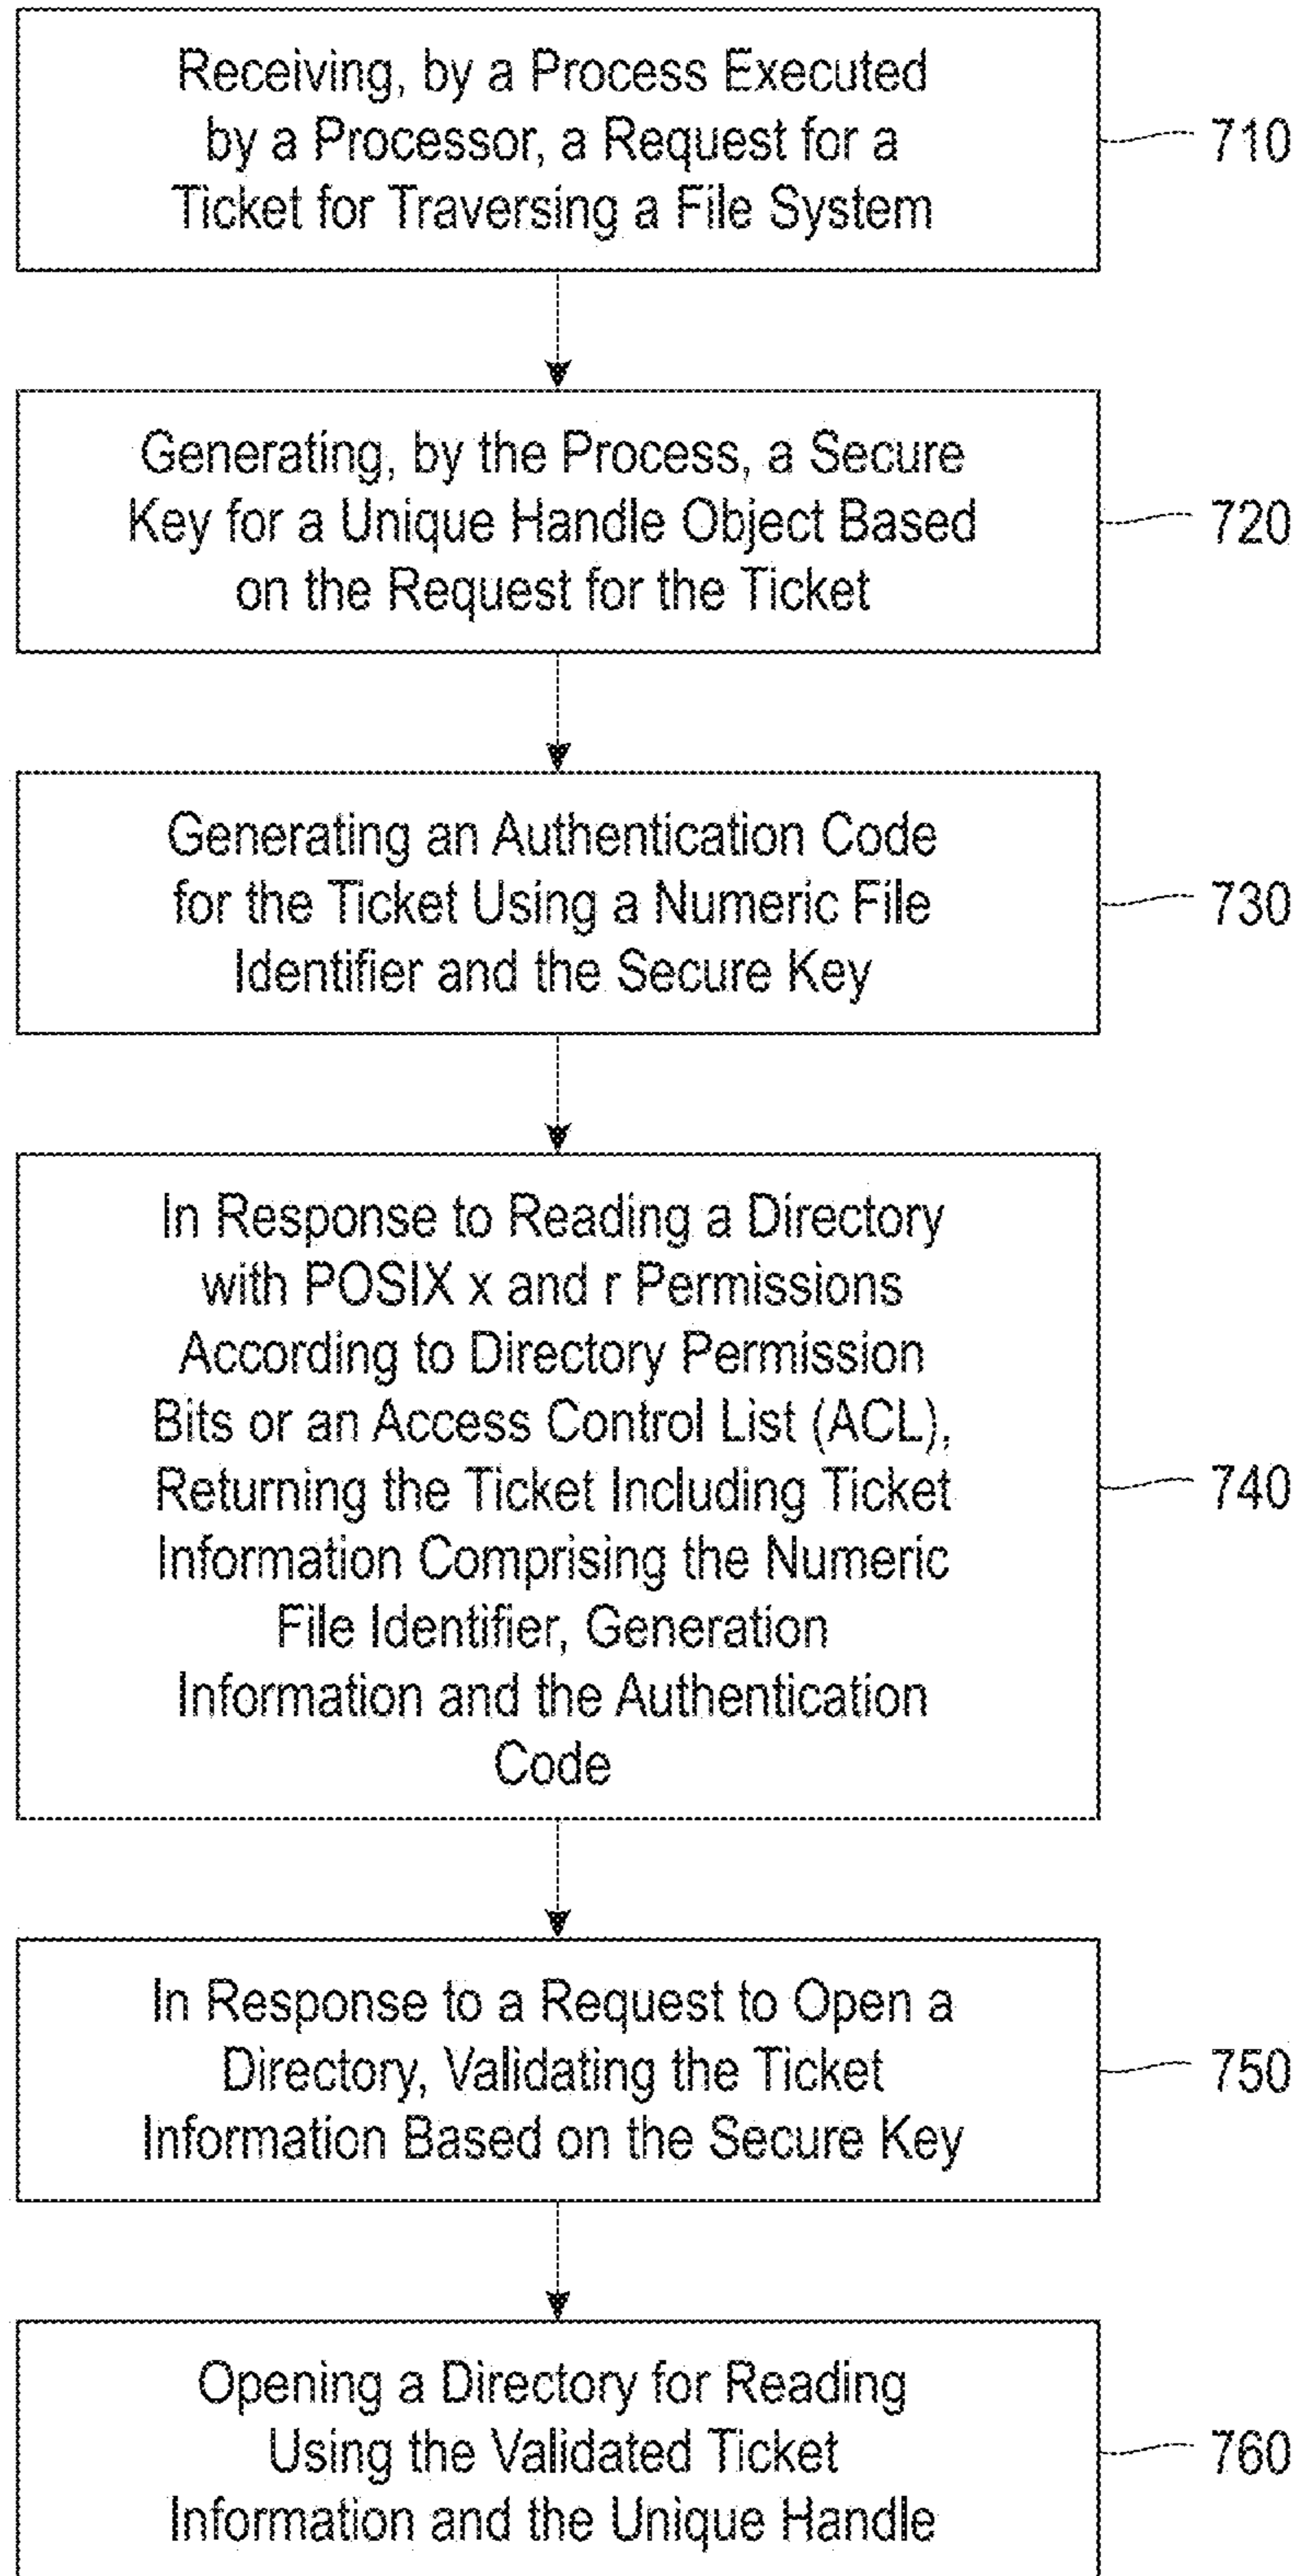 Receiving, by a Process Executed
by a Processor, a Request for a
Ticket for Traversing a File System
710
Generating, by the Process, a Secure
Key for a Unique Handle Object Based
on the Request for the Ticket
720
Generating an Authentication Code
for the Ticket Using a Numeric File
Identifier and the Secure Key
730
In Response to Reading a Directory
with POSIX x and r Permissions
According to Directory Permission
Bits or an Access Control List (ACL),
Returning the Ticket Including Ticket
Information Comprising the Numeric
File Identifier, Generation
Information and the Authentication
Code
740
In Response to a Request to Open a
Directory, Validating the Ticket
Information Based on the Secure Key
750
Opening a Directory for Reading
Using the Validated Ticket
Information and the Unique Handle
760